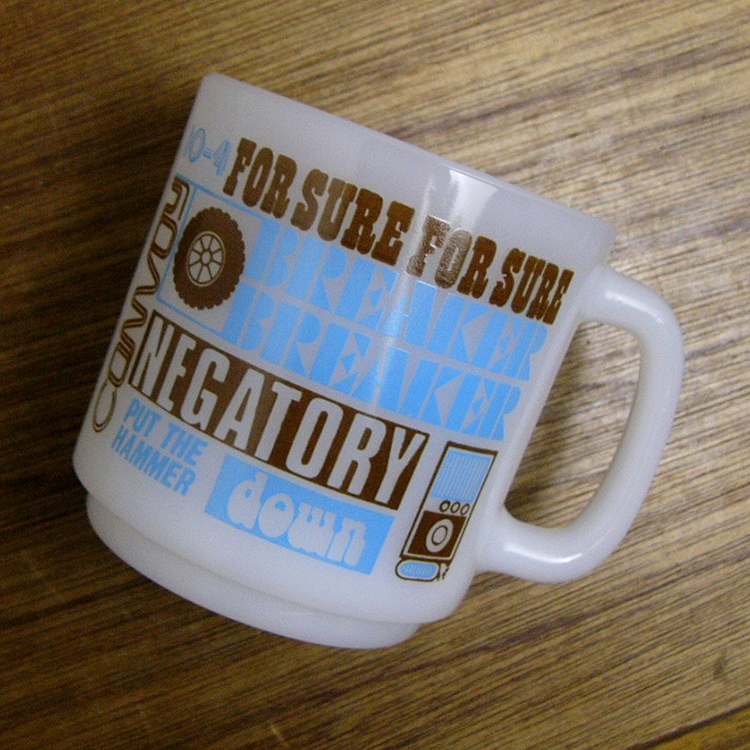 10-4
FOR SURE FOR SURE
CONVOY
BREAKER
BREAKER
NEGATORY
PUT THE
HAMMER
down